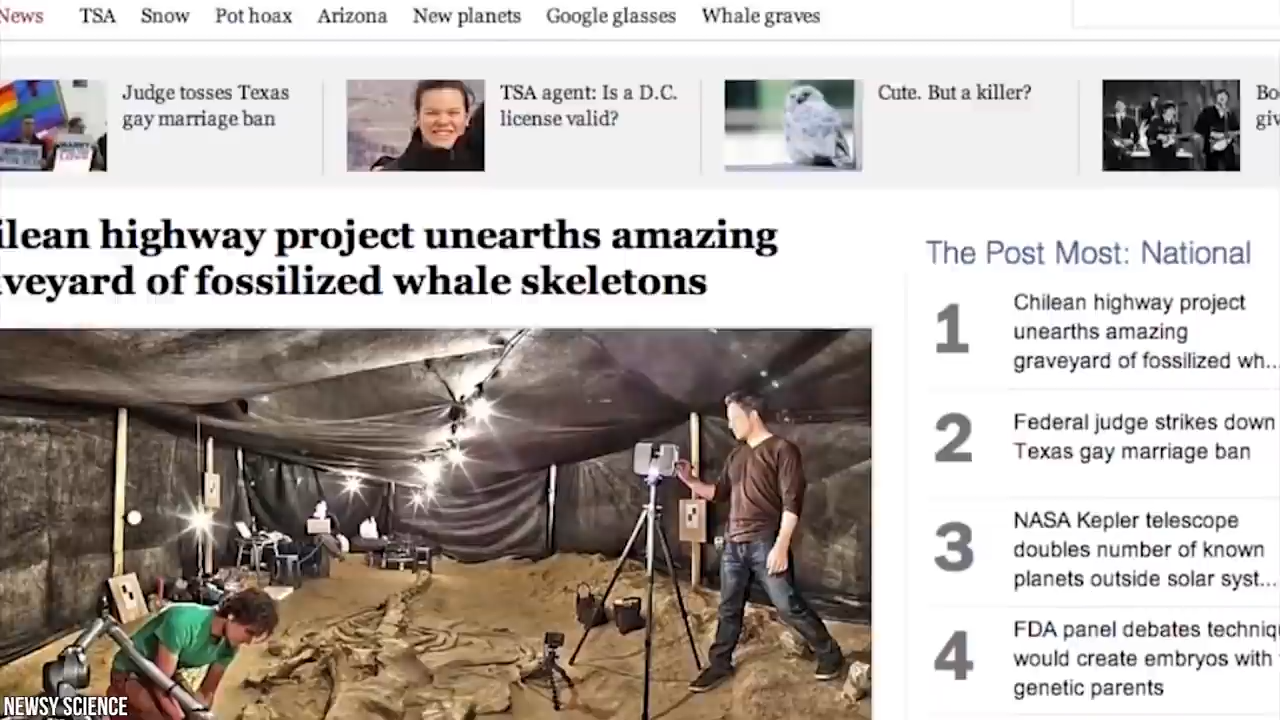 News TSA Snow Pot hoax Arizona New planets Google glasses Whale graves
Judge tosses Texas
gay marriage ban
TSA agent: Is a D.C.
license valid?
Cute. But a killer?
ilean highway project unearths amazing
veyard of fossilized whale skeletons
The Post Most: National
1
Chilean highway project
unearths amazing
graveyard of fossilized wh...
2
Federal judge strikes down
Texas gay marriage ban
3
NASA Kepler telescope
doubles number of known
planets outside solar syst...
4
FDA panel debates techniq
would create embryos with
genetic parents
NEWSY SCIENCE